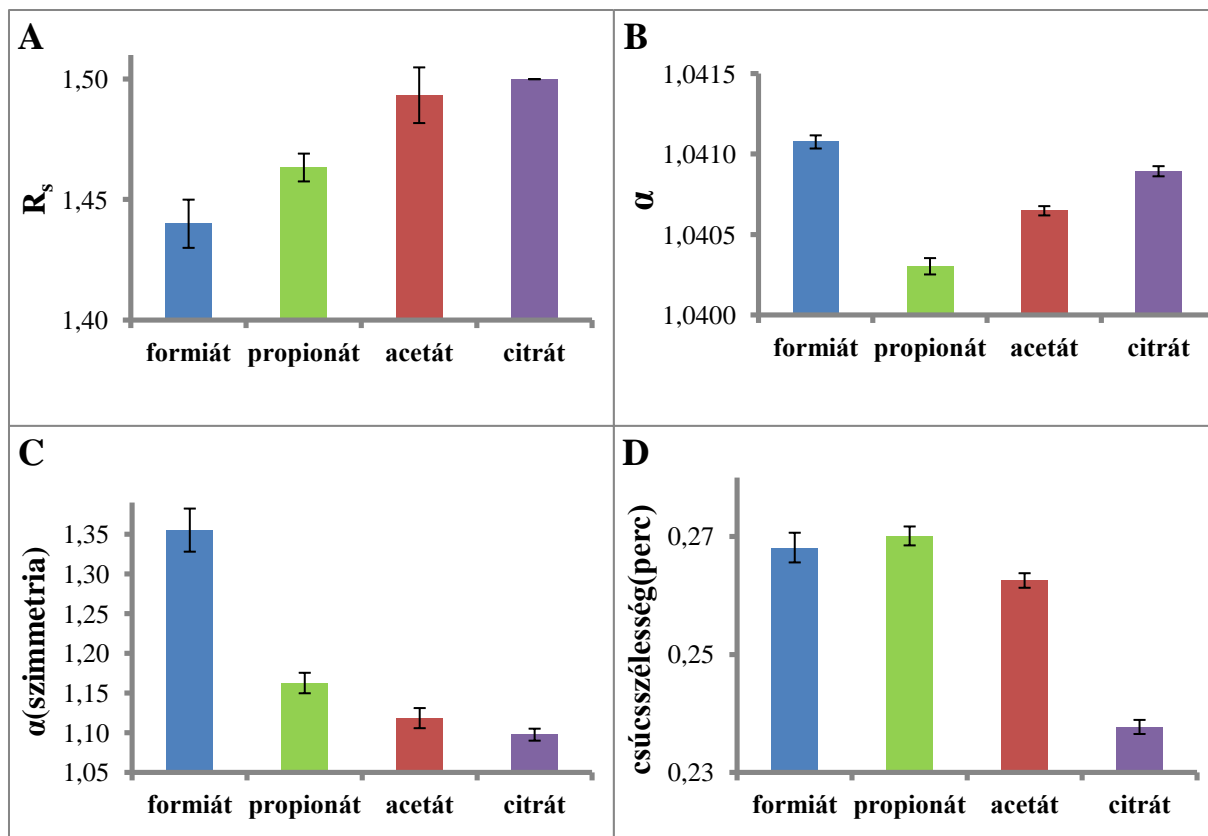 A
1,50
1,45
1,40
Rs
formiát propionát acetát citrát
B
1,0415
1,0410
1,0405
1,0400
α
formiát propionát acetát citrát
C
1,35
1,30
1,25
1,20
1,15
1,10
1,05
α(szimmetria)
formiát propionát acetát citrát
D
0,27
0,25
0,23
csúcsszélesség(perc)
formiát propionát acetát citrát